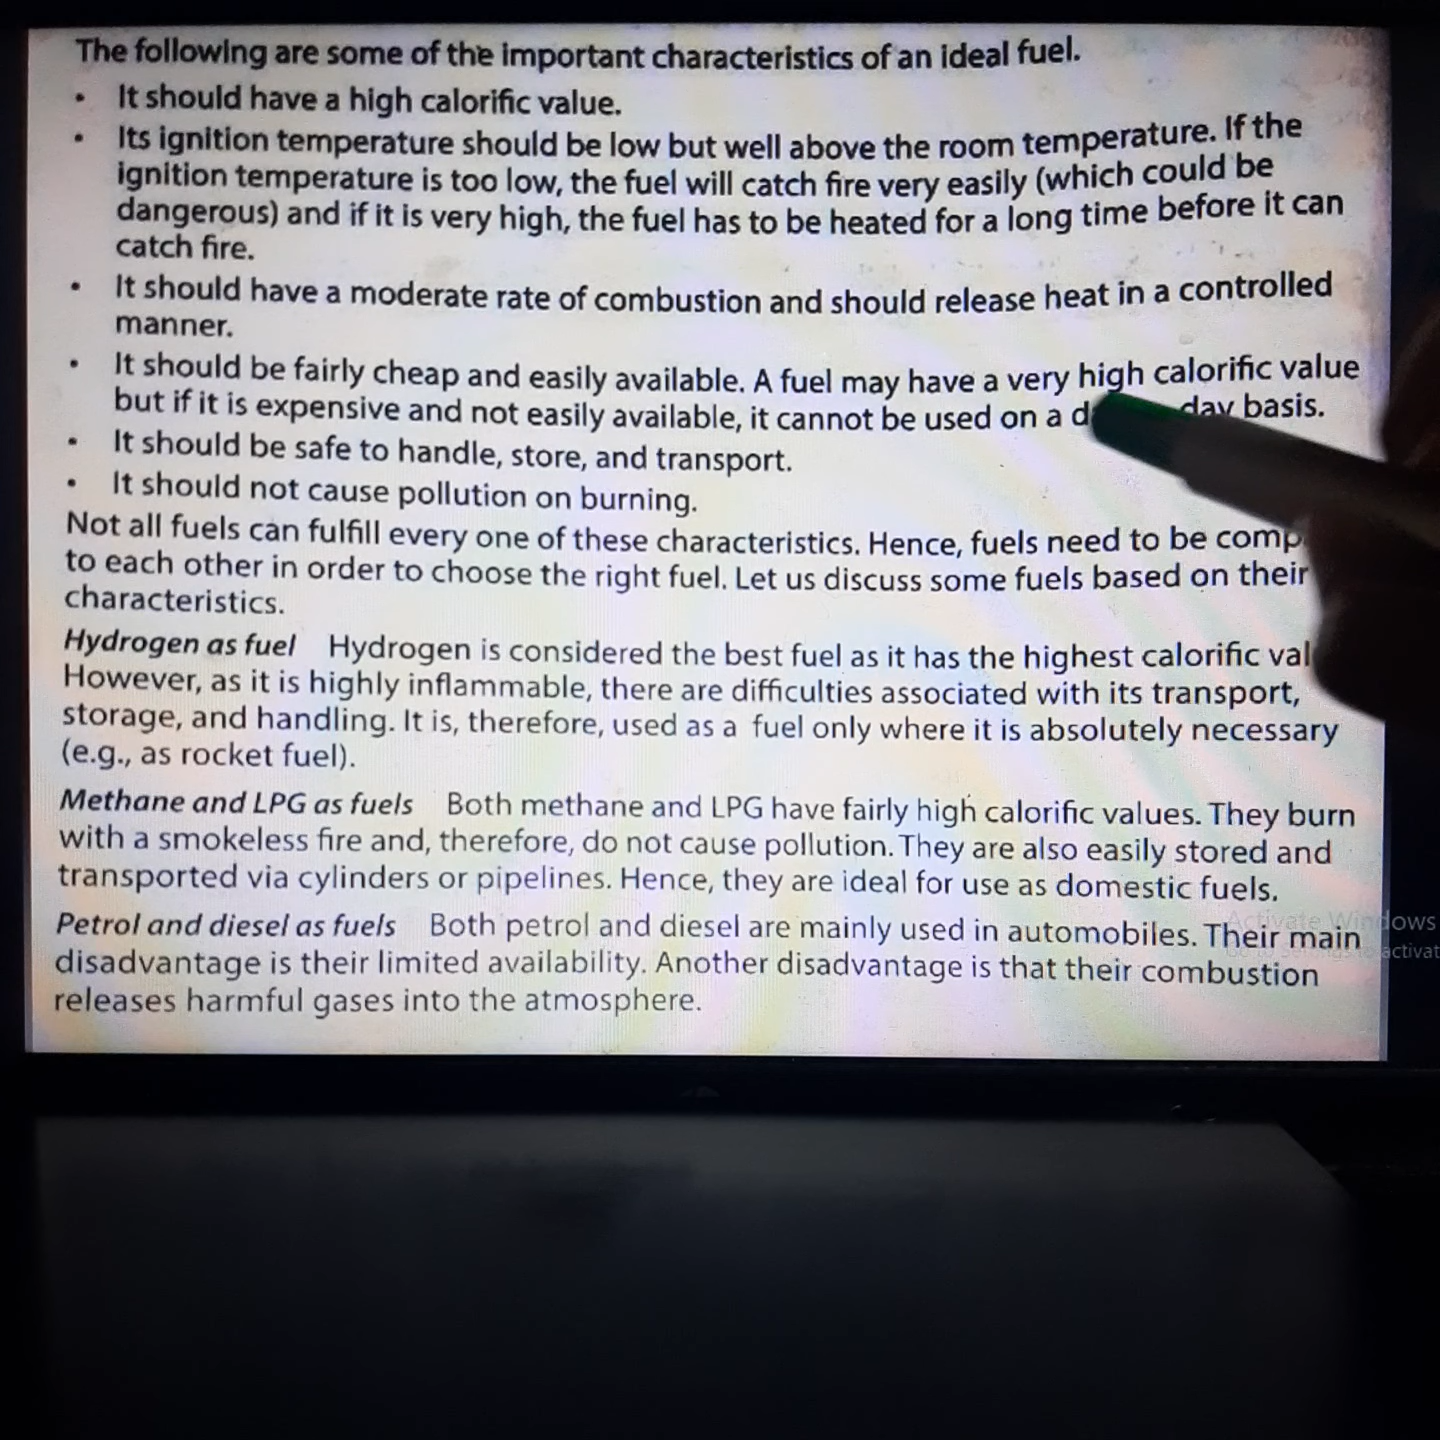 The following are some of the important characteristics of an ideal fuel.
• It should have a high calorific value.
• Its ignition temperature should be low but well above the room temperature. If the
ignition temperature is too low, the fuel will catch fire very easily (which could be
dangerous) and if it is very high, the fuel has to be heated for a long time before it can
catch fire.
• It should have a moderate rate of combustion and should release heat in a controlled
manner.
• It should be fairly cheap and easily available. A fuel may have a very high calorific value
but if it is expensive and not easily available, it cannot be used on a day basis.
• It should be safe to handle, store, and transport.
• It should not cause pollution on burning.
Not all fuels can fulfill every one of these characteristics. Hence, fuels need to be
to each other in order to choose the right fuel. Let us discuss some fuels based on their
characteristics.
Hydrogen as fuel Hydrogen is considered the best fuel as it has the highest calorific
However, as it is highly inflammable, there are difficulties associated with its transport,
storage, and handling. It is, therefore, used as a fuel only where it is absolutely necessary
(e.g., as rocket fuel).
Methane and LPG as fuels Both methane and LPG have fairly high calorific values. They burn
with a smokeless fire and, therefore, do not cause pollution. They are also easily stored and
transported via cylinders or pipelines. Hence, they are ideal for use as domestic fuels.
Petrol and diesel as fuels Both petrol and diesel are mainly used in automobiles. Their main
disadvantage is their limited availability. Another disadvantage is that their combustion
releases harmful gases into the atmosphere.
Activate Windows